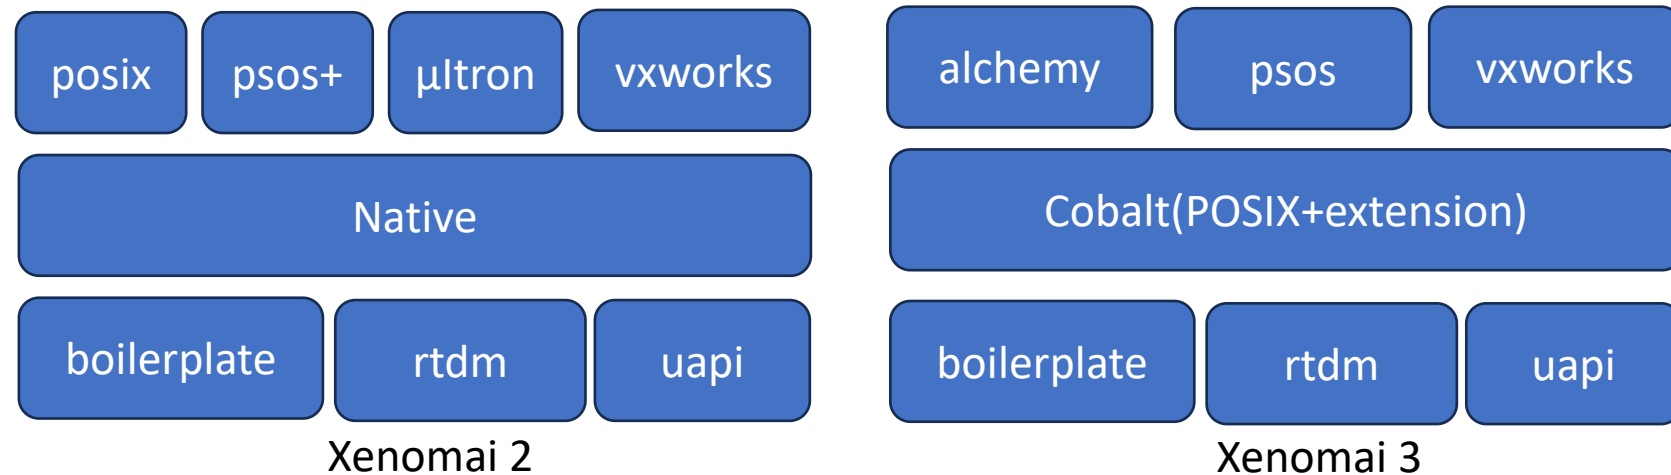 posix
psos+
µltron
vxworks
Native
boilerplate
rtdm
uapi
Xenomai 2
alchemy
psos
vxworks
Cobalt(POSIX+extension)
boilerplate
rtdm
uapi
Xenomai 3